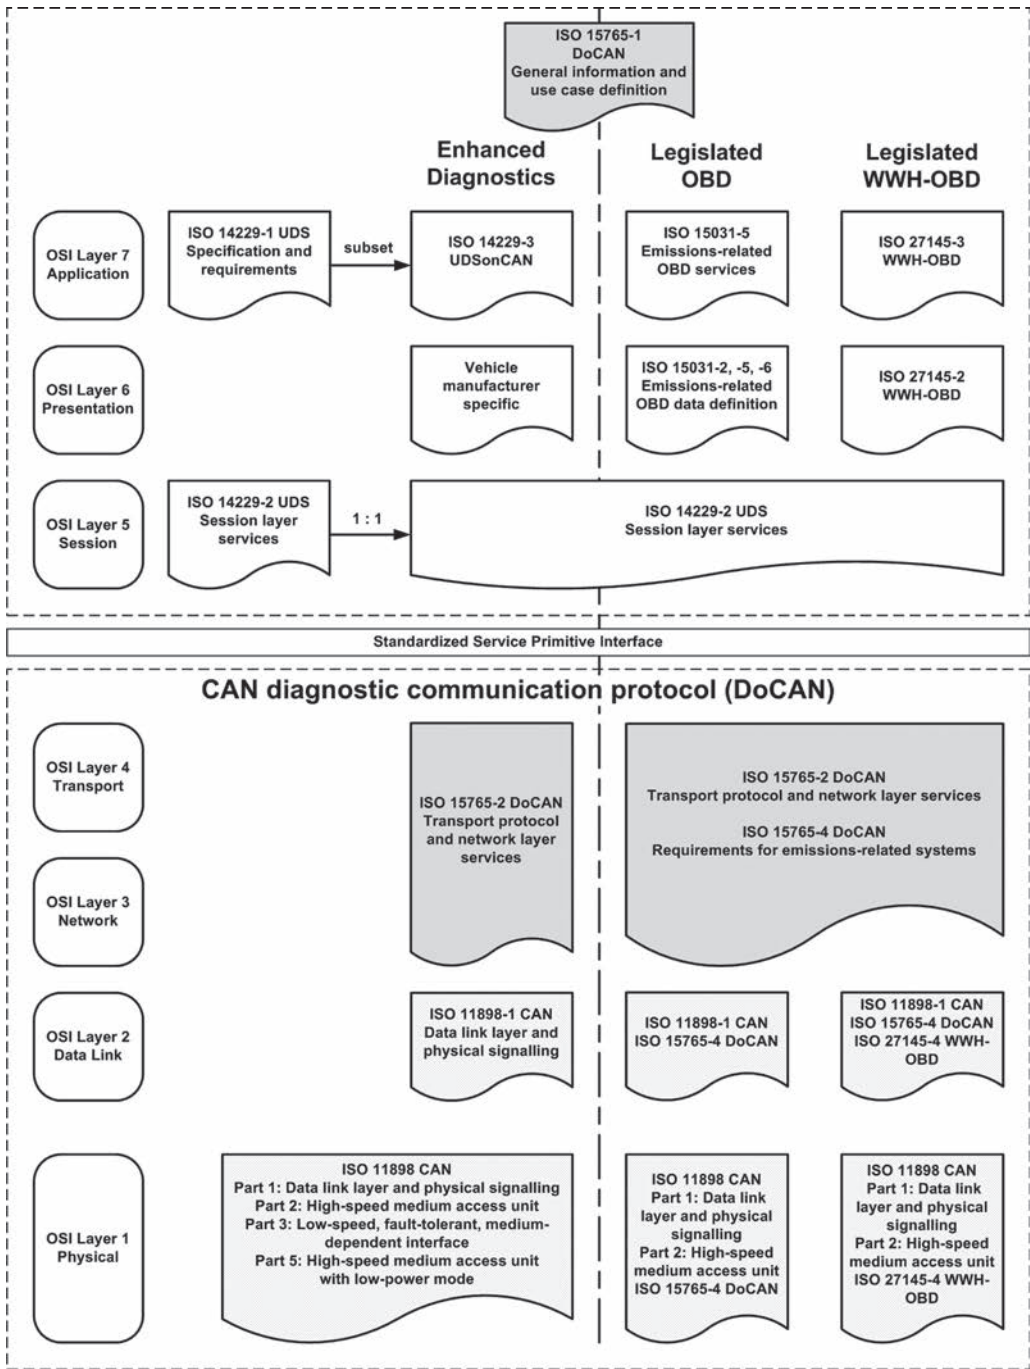 ISO 15765-1
DoCAN
General information and
use case definition
Enhanced
Diagnostics
Legislated
OBD
Legislated
WWH-OBD
OSI Layer 7
Application
ISO 14229-1 UDS
Specification and
requirements
subset
ISO 14229-3
UDSonCAN
ISO 15031-5
Emissions-related
OBD services
ISO 27145-3
WWH-OBD
OSI Layer 6
Presentation
Vehicle
manufacturer
specific
ISO 15031-2, -5, -6
Emissions-related
OBD data definition
ISO 27145-2
WWH-OBD
OSI Layer 5
Session
ISO 14229-2 UDS
Session layer
services
1 : 1
ISO 14229-2 UDS
Session layer services
Standardized Service Primitive Interface
CAN diagnostic communication protocol (DoCAN)
OSI Layer 4
Transport
ISO 15765-2 DoCAN
Transport protocol
and network layer
services
ISO 15765-2 DoCAN
Transport protocol and network layer services
ISO 15765-4 DoCAN
Requirements for emissions-related systems
OSI Layer 3
Network
OSI Layer 2
Data Link
ISO 11898-1 CAN
Data link layer and
physical signalling
ISO 11898-1 CAN
ISO 15765-4 DoCAN
ISO 11898-1 CAN
ISO 15765-4 DoCAN
ISO 27145-4 WWH-
OBD
OSI Layer 1
Physical
ISO 11898 CAN
Part 1: Data link layer and physical signalling
Part 2: High-speed medium access unit
Part 3: Low-speed, fault-tolerant, medium-
dependent interface
Part 5: High-speed medium access unit
with low-power mode
ISO 11898 CAN
Part 1: Data link
layer and physical
signalling
Part 2: High-speed
medium access unit
ISO 15765-4 DoCAN
ISO 11898 CAN
Part 1: Data link
layer and physical
signalling
Part 2: High-speed
medium access unit
ISO 27145-4 WWH-
OBD